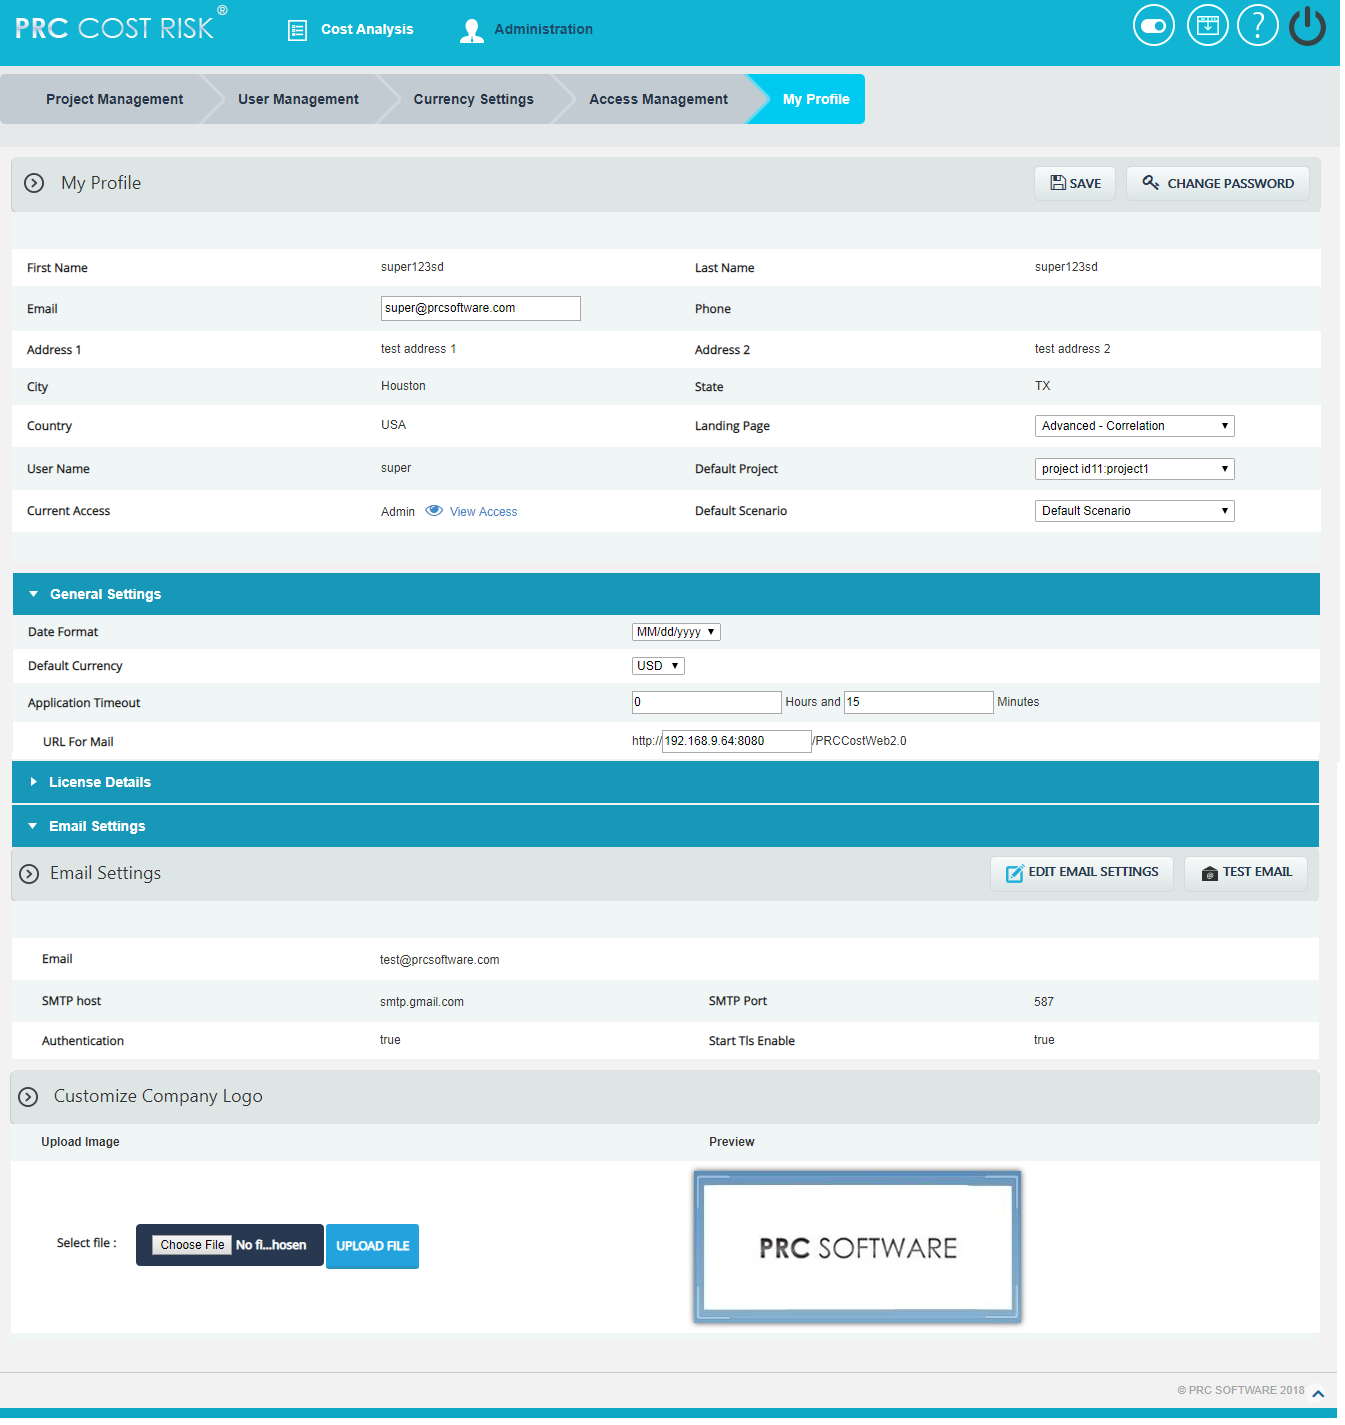 PRC COST RISK®
Cost Analysis
Administration
?
Project Management
User Management
Currency Settings
Access Management
My Profile
My Profile
SAVE
CHANGE PASSWORD
First Name
super123sd
Last Name
super123sd
Email
super@prcsoftware.com
Phone
Address 1
test address 1
Address 2
test address 2
City
Houston
State
TX
Country
USA
Landing Page
Advanced - Correlation
User Name
super
Default Project
project id11:project1
Current Access
Admin
View Access
Default Scenario
Default Scenario
General Settings
Date Format
MM/dd/yyyy
Default Currency
USD
Application Timeout
0 Hours and 15 Minutes
URL For Mail
http://192.168.9.64:8080/PRCCostWeb2.0
License Details
Email Settings
Email Settings
EDIT EMAIL SETTINGS
TEST EMAIL
Email
test@prcsoftware.com
SMTP host
smtp.gmail.com
SMTP Port
587
Authentication
true
Start Tls Enable
true
Customize Company Logo
Upload Image
Preview
Select file :
Choose File No fi...hosen
UPLOAD FILE
PRC SOFTWARE
© PRC SOFTWARE 2018